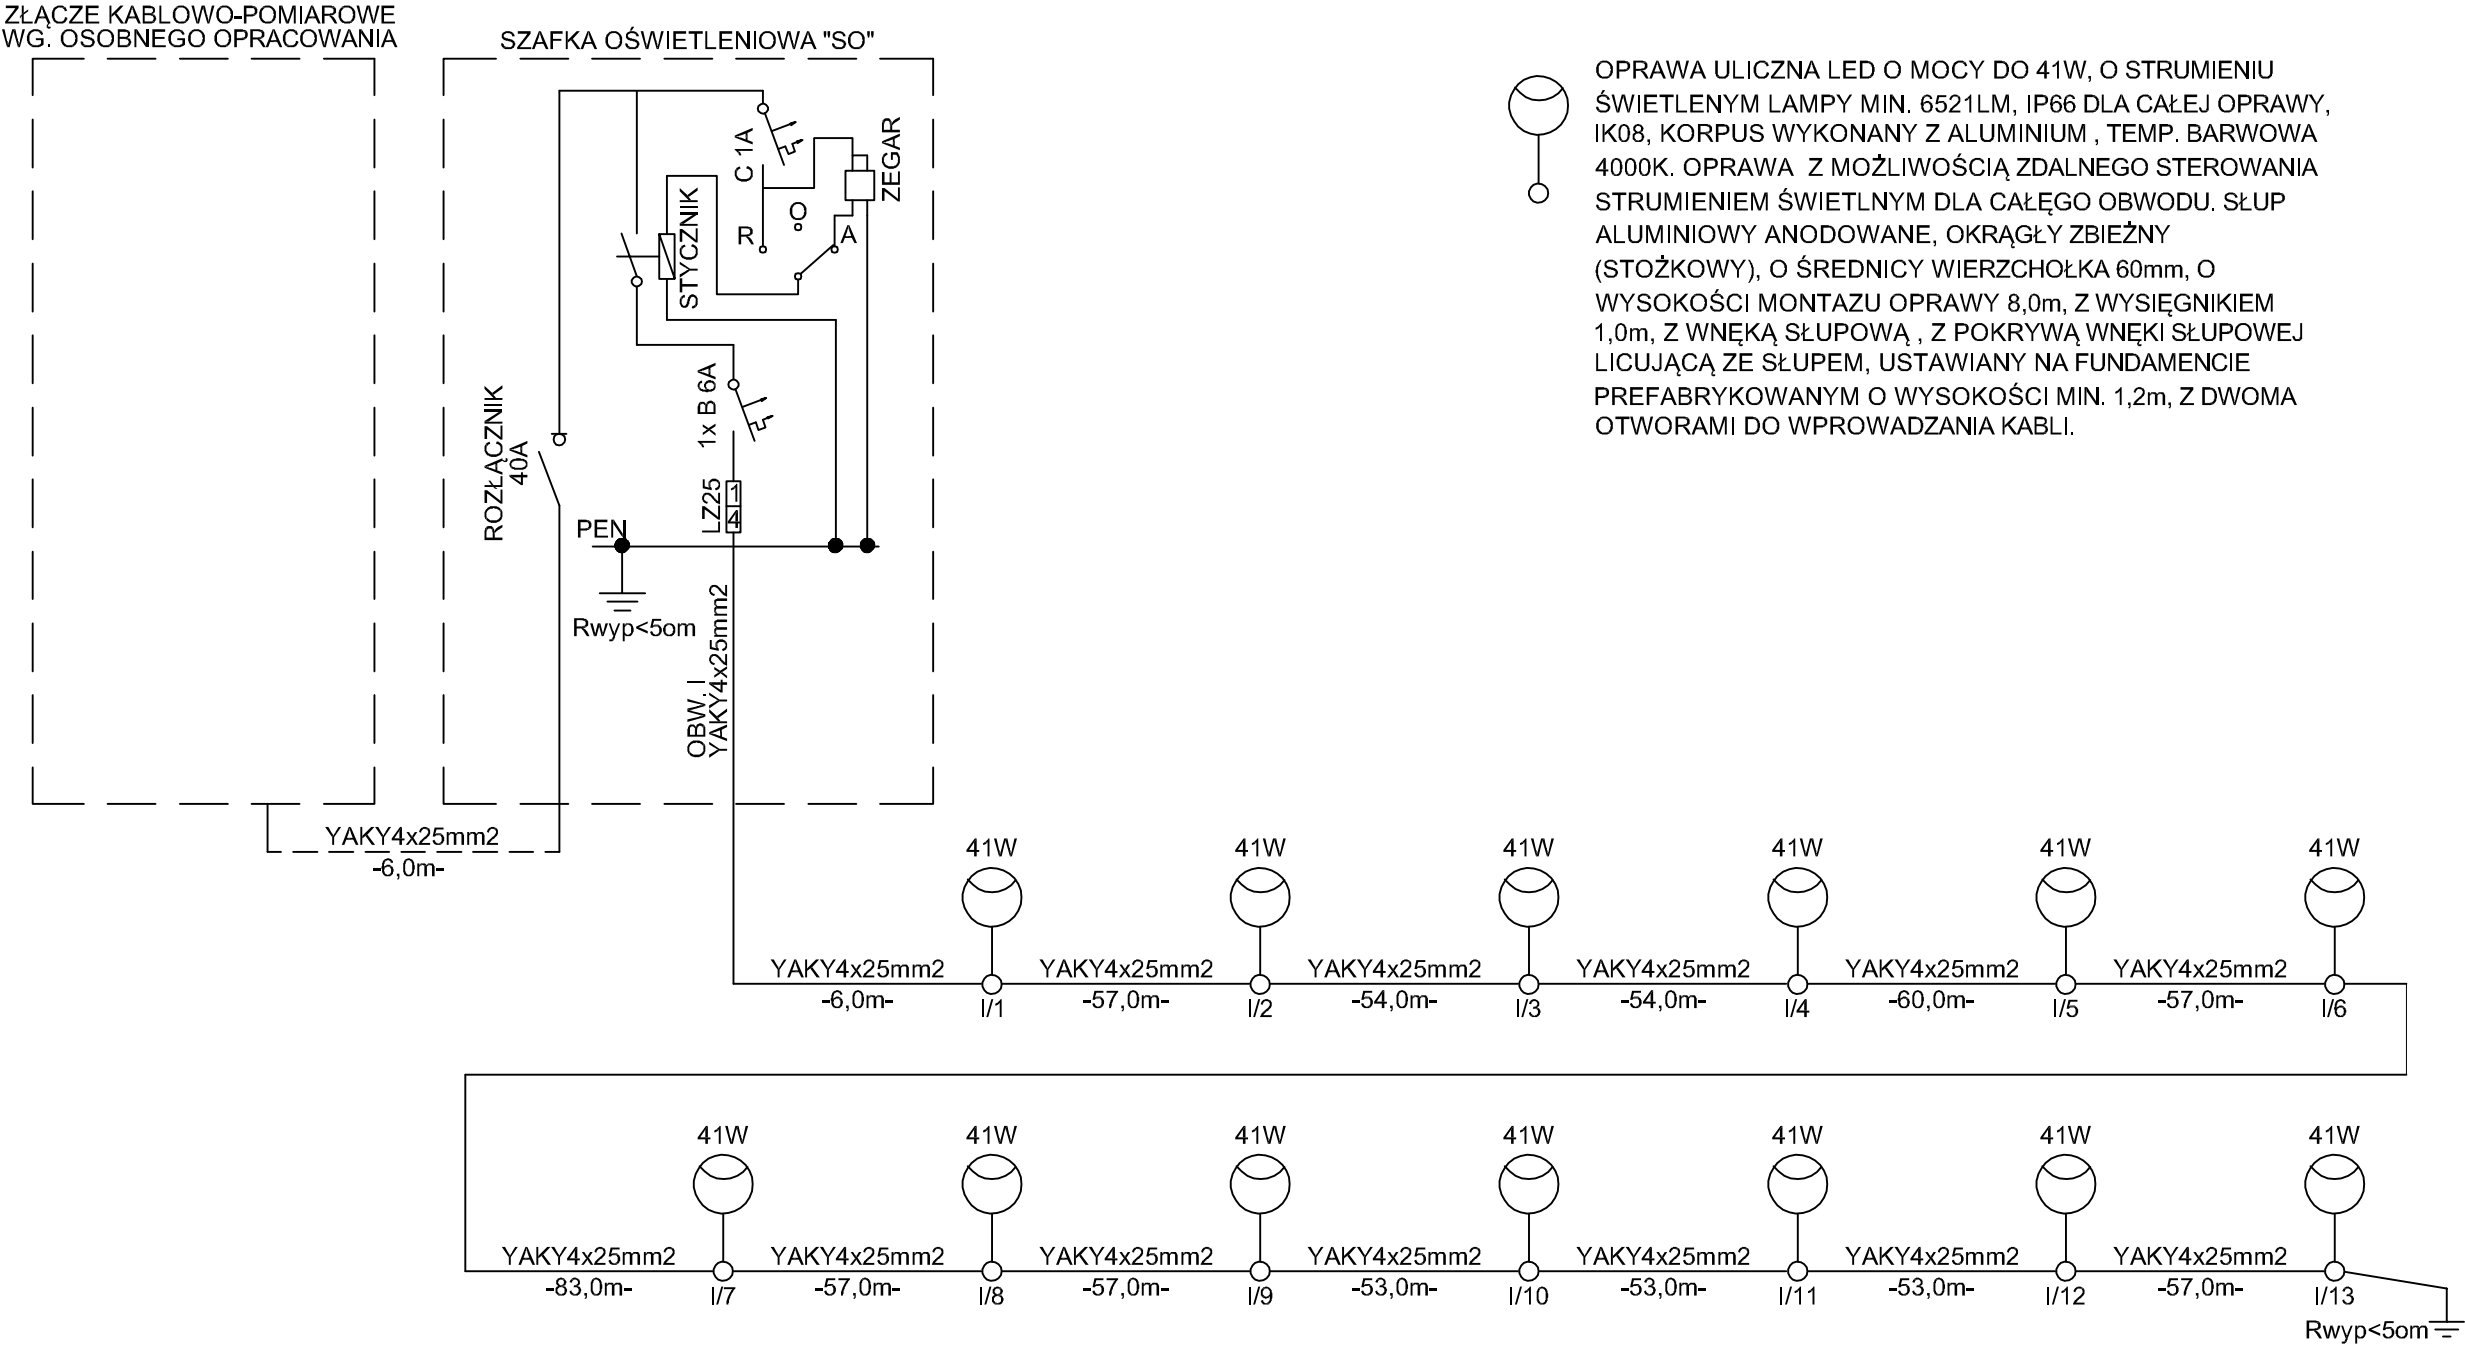 ZŁĄCZE KABLOWO-POMIAROWE
WG. OSOBNEGO OPRACOWANIA
SZAFKA OŚWIETLENIOWA "SO"
C 1A
ZEGAR
STYCZNIK
R
O
A
1x B 6A
ROZŁĄCZNIK
40A
LZ25
1
4
PEN
Rwyp<5om
OBW. I
YAKY4x25mm2
YAKY4x25mm2
-6,0m-
OPRAWA ULICZNA LED O MOCY DO 41W, O STRUMIENIU
ŚWIETLENYM LAMPY MIN. 6521LM, IP66 DLA CAŁEJ OPRAWY,
IK08, KORPUS WYKONANY Z ALUMINIUM , TEMP. BARWOWA
4000K. OPRAWA  Z MOŻLIWOŚCIĄ ZDALNEGO STEROWANIA
STRUMIENIEM ŚWIETLNYM DLA CAŁĘGO OBWODU. SŁUP
ALUMINIOWY ANODOWANE, OKRĄGŁY ZBIEŻNY
(STOŻKOWY), O ŚREDNICY WIERZCHOŁKA 60mm, O
WYSOKOŚCI MONTAZU OPRAWY 8,0m, Z WYSIĘGNIKIEM
1,0m, Z WNĘKĄ SŁUPOWĄ , Z POKRYWĄ WNĘKI SŁUPOWEJ
LICUJĄCĄ ZE SŁUPEM, USTAWIANY NA FUNDAMENCIE
PREFABRYKOWANYM O WYSOKOŚCI MIN. 1,2m, Z DWOMA
OTWORAMI DO WPROWADZANIA KABLI.
41W 41W 41W 41W 41W 41W
YAKY4x25mm2 YAKY4x25mm2 YAKY4x25mm2 YAKY4x25mm2 YAKY4x25mm2 YAKY4x25mm2
-6,0m- I/1 -57,0m- I/2 -54,0m- I/3 -54,0m- I/4 -60,0m- I/5 -57,0m- I/6
41W 41W 41W 41W 41W 41W 41W
YAKY4x25mm2 YAKY4x25mm2 YAKY4x25mm2 YAKY4x25mm2 YAKY4x25mm2 YAKY4x25mm2 YAKY4x25mm2
-83,0m- I/7 -57,0m- I/8 -57,0m- I/9 -53,0m- I/10 -53,0m- I/11 -53,0m- I/12 -57,0m- I/13
Rwyp<5om